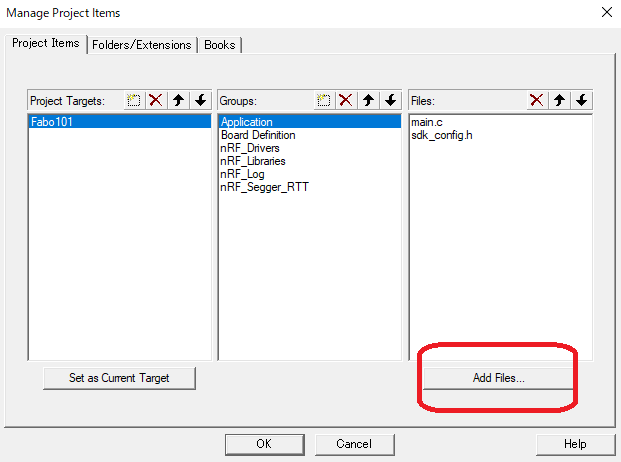 Manage Project Items
Project Items Folders/Extensions Books
Project Targets: Groups: Files:
Fabo101
Application
Board Definition
nRF_Drivers
nRF_Libraries
nRF_Log
nRF_Segger_RTT
main.c
sdk_config.h
Set as Current Target
Add Files...
OK Cancel Help